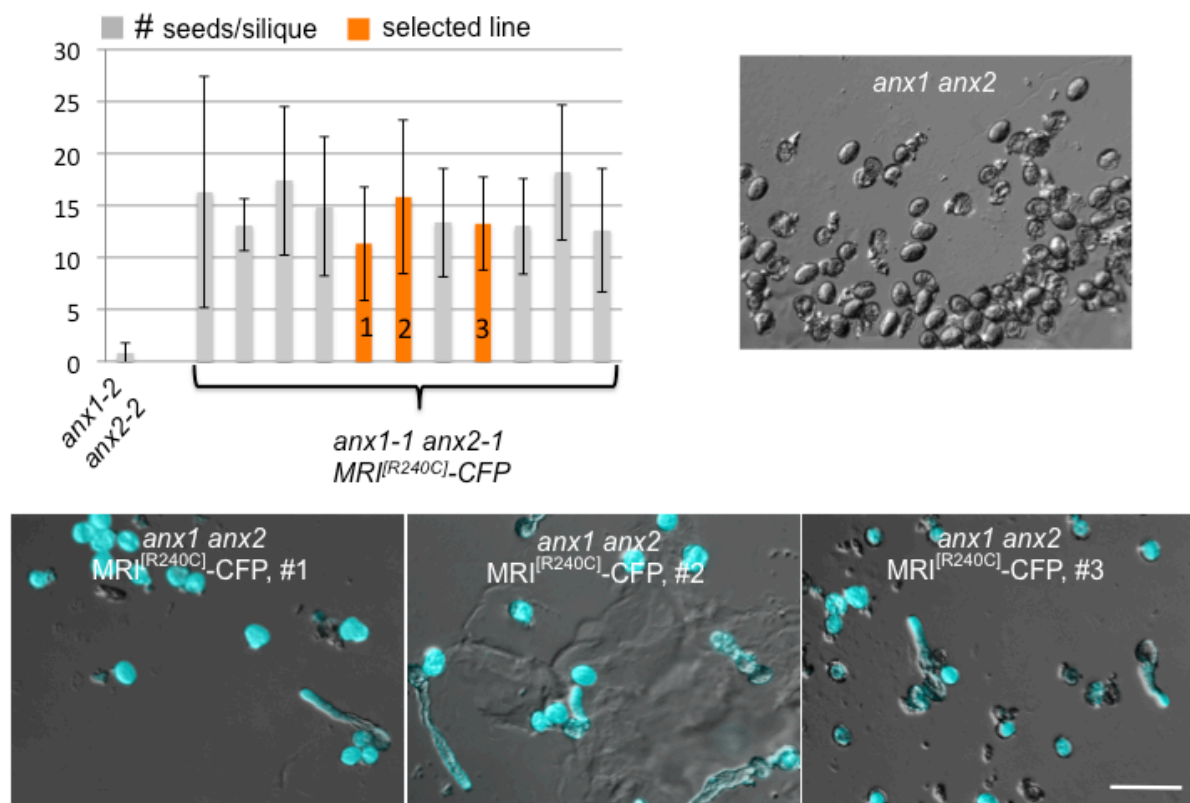 # seeds/silique selected line
30
25
20
15
10
5
0
1 2 3
anx1-2
anx2-2
anx1-1 anx2-1
MRI[R240C]-CFP
anx1 anx2
anx1 anx2
MRI[R240C]-CFP, #1
anx1 anx2
MRI[R240C]-CFP, #2
anx1 anx2
MRI[R240C]-CFP, #3